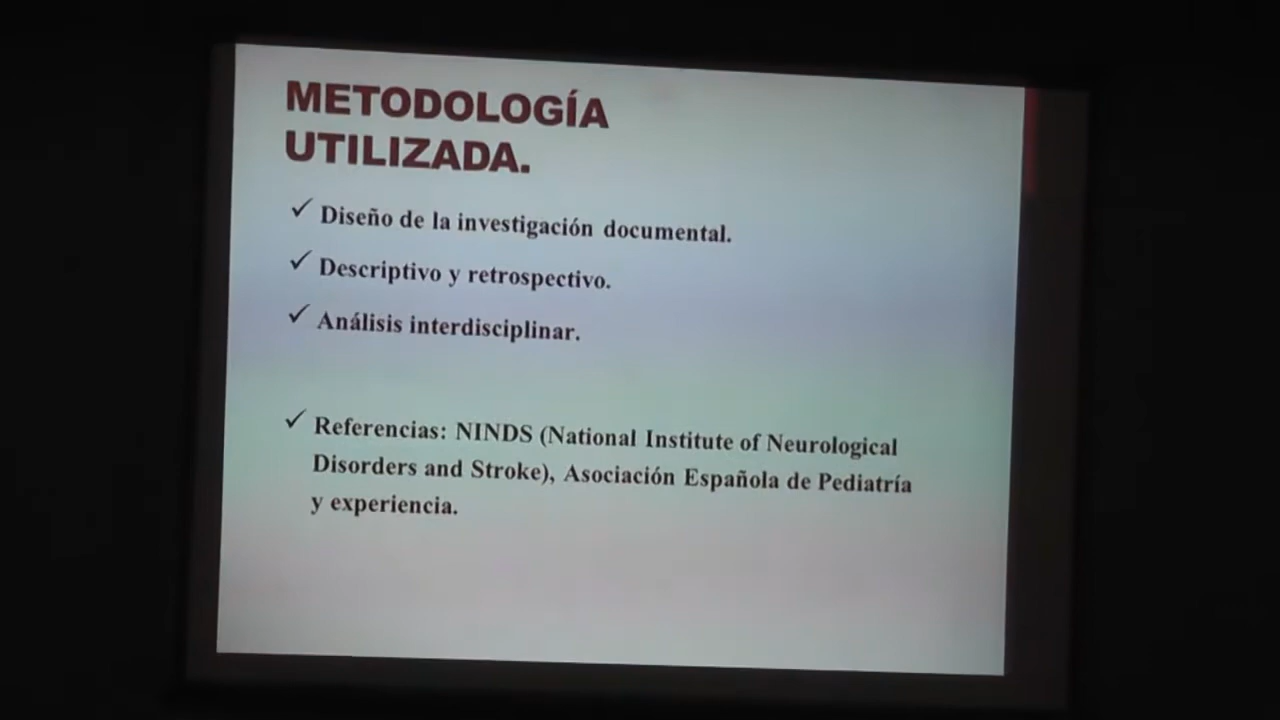 METODOLOGÍA
UTILIZADA.
✓ Diseño de la investigación documental.
✓ Descriptivo y retrospectivo.
✓ Análisis interdisciplinar.
✓ Referencias: NINDS (National Institute of Neurological
Disorders and Stroke), Asociación Española de Pediatría
y experiencia.